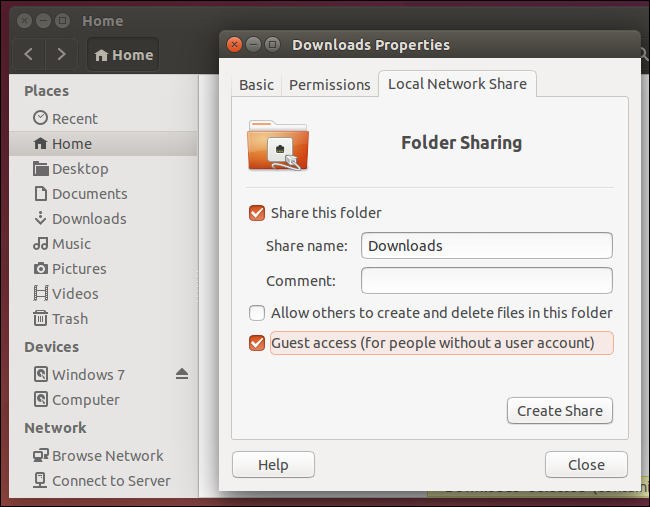 Home
Home
Places
Recent
Home
Desktop
Documents
Downloads
Music
Pictures
Videos
Trash
Devices
Windows 7
Computer
Network
Browse Network
Connect to Server
Downloads Properties
Basic Permissions Local Network Share
Folder Sharing
Share this folder
Share name: Downloads
Comment:
Allow others to create and delete files in this folder
Guest access (for people without a user account)
Create Share
Help Close